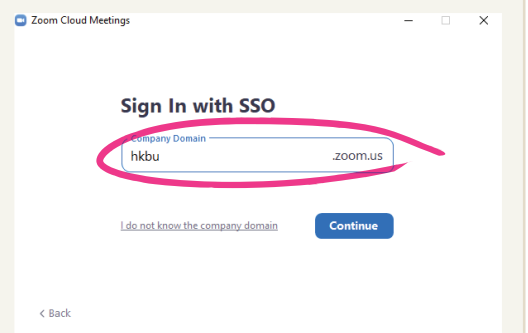 Zoom Cloud Meetings
Sign In with SSO
Company Domain
hkbu .zoom.us
I do not know the company domain Continue
< Back